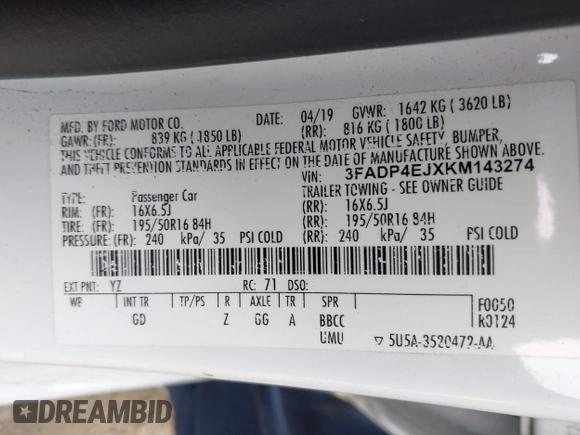 MFD. BY FORD MOTOR CO. DATE: 04/19 GVWR: 1642 KG ( 3620 LB)
GAWR:(FR): 839 KG ( 1850 LB) (RR): 816 KG ( 1800 LB)
THIS VEHICLE CONFORMS TO ALL APPLICABLE FEDERAL MOTOR VEHICLE SAFETY, BUMPER,
AND THEFT PREVENTION STANDARDS IN EFFECT ON THE DATE OF MANUFACTURE SHOWN ABOVE.
VIN: 3FADP4EJXKM143274
TYPE: Passenger Car TRAILER TOWING - SEE OWNER GUIDE
RIM: (FR): 16X6.5J (RR): 16X6.5J
TIRE: (FR): 195/50R16 84H (RR): 195/50R16 84H
PRESSURE:(FR): 240 kPa/ 35 PSI COLD (RR): 240 kPa/ 35 PSI COLD
EXT PNT: YZ RC: 71 DSO:
WB INT TR TP/PS R AXLE TR SPR F0050
GD Z GG A BBCC R0124
UMU ▽ 5U5A-3520472-AA
DREAMBID